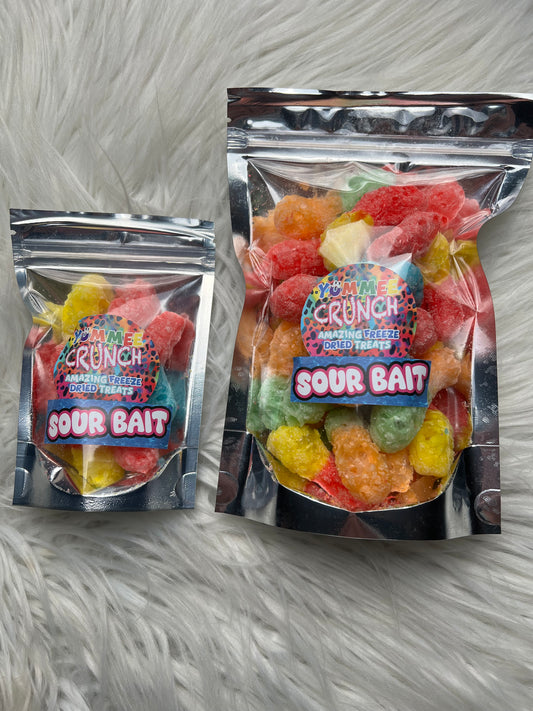 YUMMEE
CRUNCH
AMAZING FREEZE
DRIED TREATS
SOUR BAIT
YUMMEE
CRUNCH
AMAZING FREEZE
DRIED TREATS
SOUR BAIT